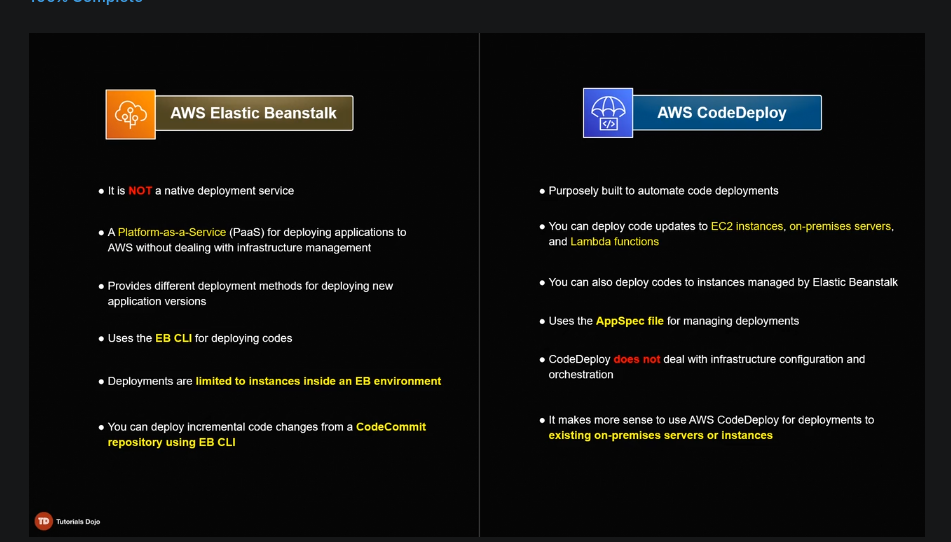 100% Complete
AWS Elastic Beanstalk
● It is NOT a native deployment service
● A Platform-as-a-Service (PaaS) for deploying applications to
AWS without dealing with infrastructure management
● Provides different deployment methods for deploying new
application versions
● Uses the EB CLI for deploying codes
● Deployments are limited to instances inside an EB environment
● You can deploy incremental code changes from a CodeCommit
repository using EB CLI
AWS CodeDeploy
● Purposely built to automate code deployments
● You can deploy code updates to EC2 instances, on-premises servers,
and Lambda functions
● You can also deploy codes to instances managed by Elastic Beanstalk
● Uses the AppSpec file for managing deployments
● CodeDeploy does not deal with infrastructure configuration and
orchestration
● It makes more sense to use AWS CodeDeploy for deployments to
existing on-premises servers or instances
TD Tutorials Dojo